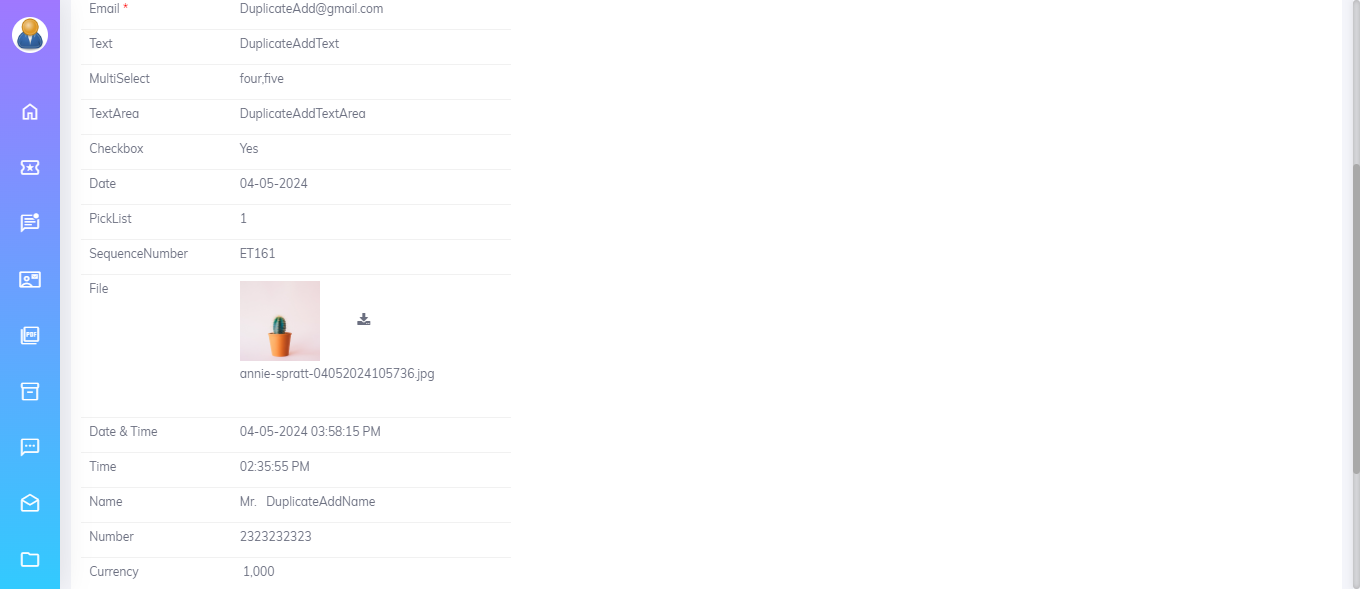 Email * DuplicateAdd@gmail.com
Text DuplicateAddText
MultiSelect four,five
TextArea DuplicateAddTextArea
Checkbox Yes
Date 04-05-2024
PickList 1
SequenceNumber ET161
File
annie-spratt-04052024105736.jpg
Date & Time 04-05-2024 03:58:15 PM
Time 02:35:55 PM
Name Mr. DuplicateAddName
Number 2323232323
Currency 1,000
PDF